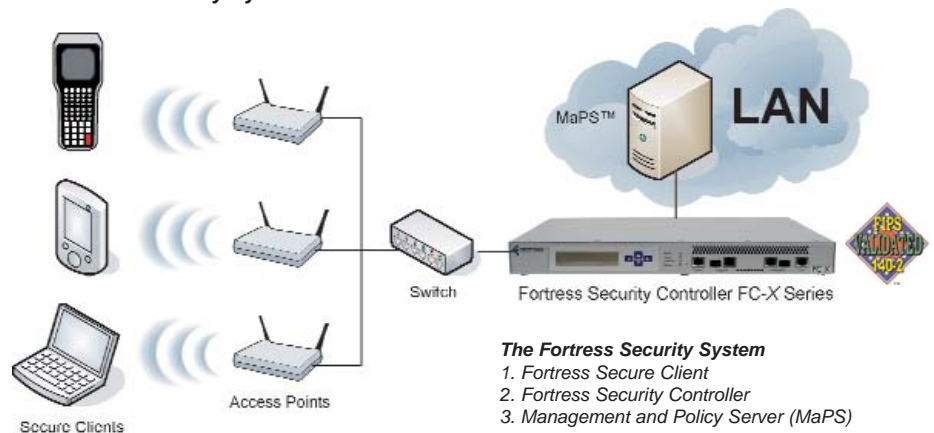 MaPS™
LAN
FIPS
VALIDATED
140-2
Switch
FC-X
Fortress Security Controller FC-X Series
Access Points
Secure Clients
The Fortress Security System
1. Fortress Secure Client
2. Fortress Security Controller
3. Management and Policy Server (MaPS)